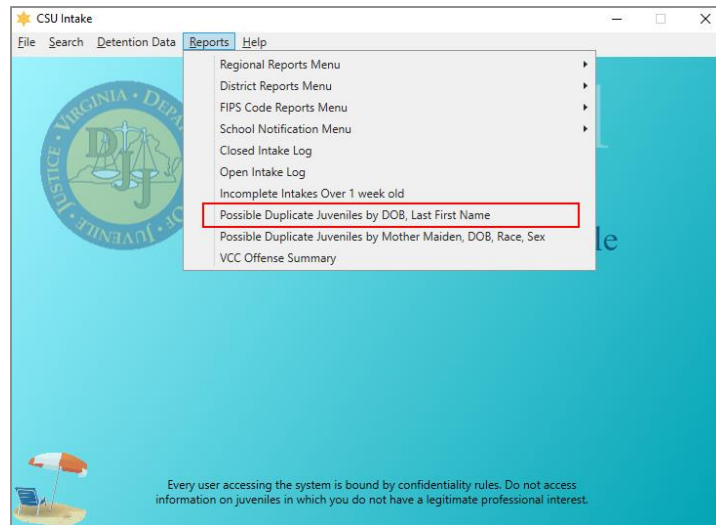 CSU Intake
File Search Detention Data Reports Help
Regional Reports Menu
District Reports Menu
FIPS Code Reports Menu
School Notification Menu
Closed Intake Log
Open Intake Log
Incomplete Intakes Over 1 week old
Possible Duplicate Juveniles by DOB, Last First Name
Possible Duplicate Juveniles by Mother Maiden, DOB, Race, Sex
VCC Offense Summary
DJJ
le
Every user accessing the system is bound by confidentiality rules. Do not access
information on juveniles in which you do not have a legitimate professional interest.